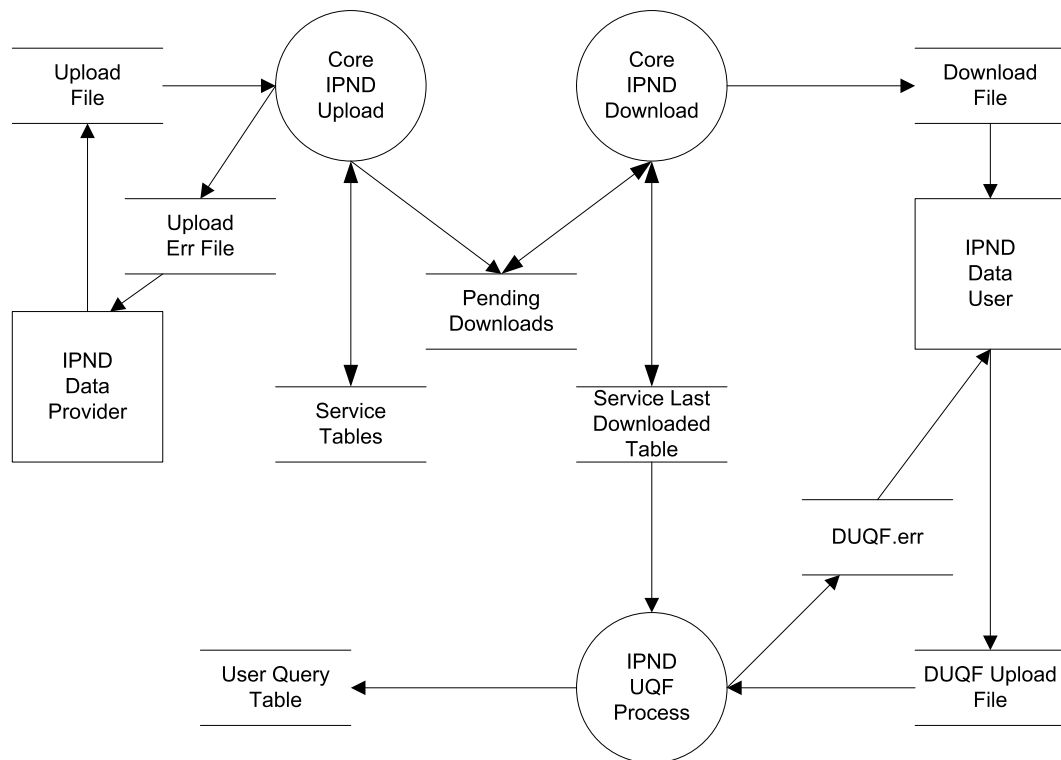 Upload
File
Core
IPND
Upload
Core
IPND
Download
Download
File
Upload
Err File
IPND
Data
User
Pending
Downloads
IPND
Data
Provider
Service
Tables
Service Last
Downloaded
Table
DUQF.err
User Query
Table
IPND
UQF
Process
DUQF Upload
File